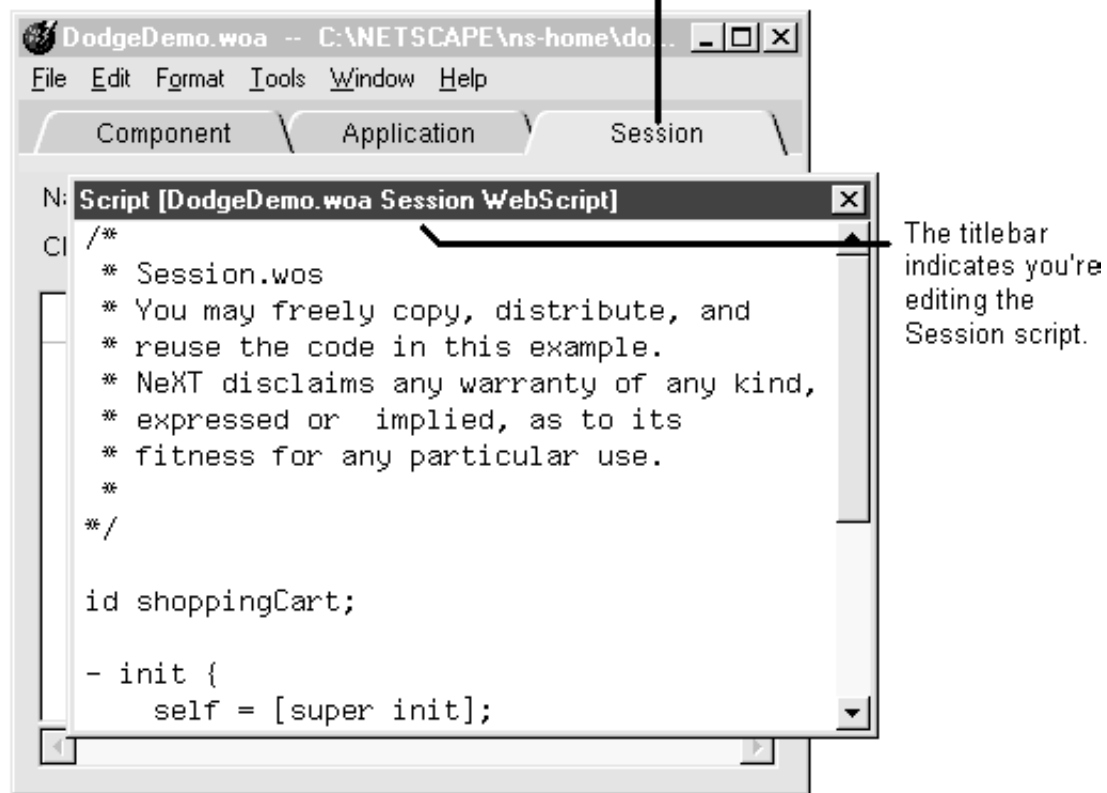 DodgeDemo.woa -- C:\NETSCAPE\ns-home\do...
File Edit Format Tools Window Help
Component Application Session
Script [DodgeDemo.woa Session WebScript]
/*
* Session.wos
* You may freely copy, distribute, and
* reuse the code in this example.
* NeXT disclaims any warranty of any kind,
* expressed or  implied, as to its
* fitness for any particular use.
*
*/
id shoppingCart;
- init {
self = [super init];
The titlebar
indicates you're
editing the
Session script.